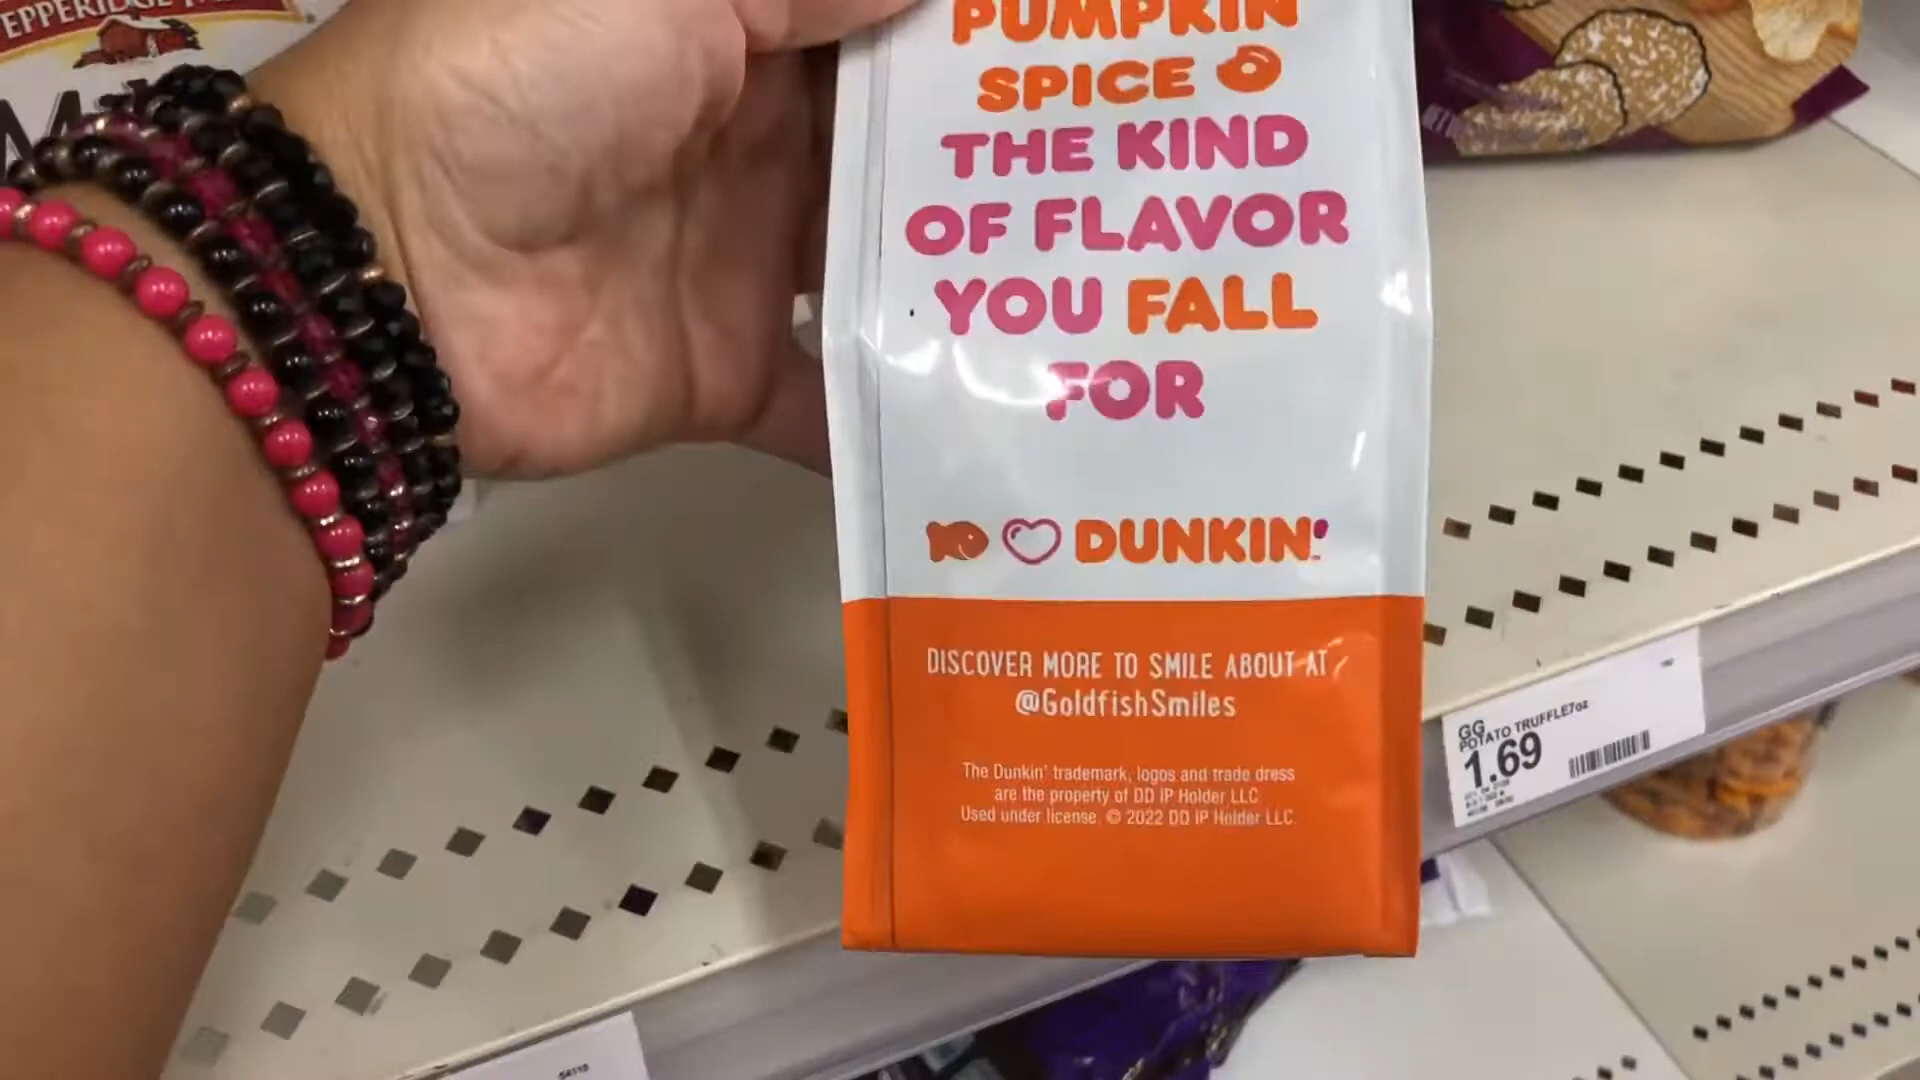 PUMPKIN
SPICE
THE KIND
OF FLAVOR
YOU FALL
FOR
DUNKIN'
DISCOVER MORE TO SMILE ABOUT AT
@GoldfishSmiles
The Dunkin' trademark, logos and trade dress
are the property of DD IP Holder LLC.
Used under license. © 2022 DD IP Holder LLC.
GG
POTATO TRUFFLE7oz
1.69